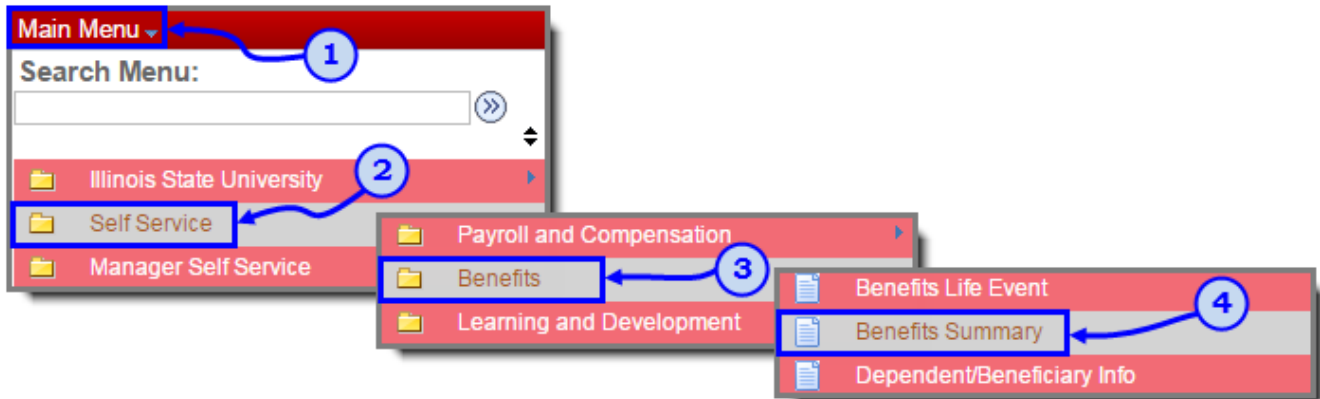 Main Menu
1
Search Menu:
Illinois State University
2
Self Service
Manager Self Service
Payroll and Compensation
Benefits
3
Learning and Development
Benefits Life Event
4
Benefits Summary
Dependent/Beneficiary Info